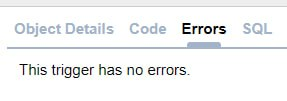 Object Details Code Errors SQL
This trigger has no errors.